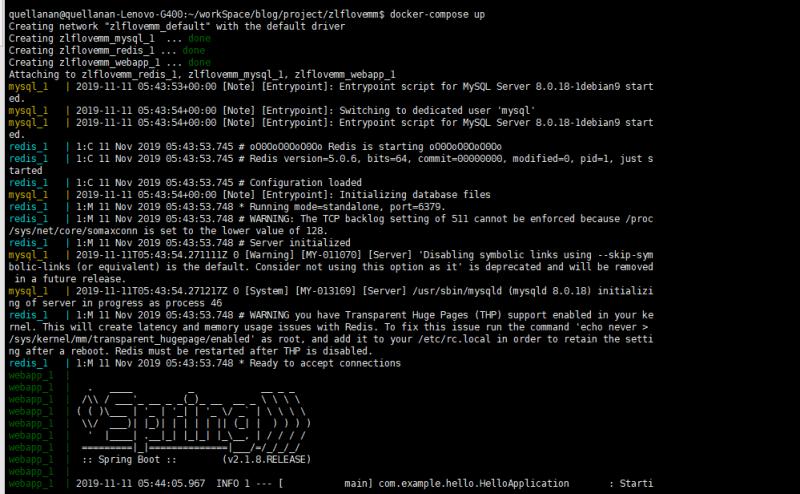 quellanan@quellanan-Lenovo-G400:~/workSpace/blog/project/zlflovemm$ docker-compose up
Creating network "zlflovemm_default" with the default driver
Creating zlflovemm_mysql_1  ... done
Creating zlflovemm_redis_1 ... done
Creating zlflovemm_webapp_1 ... done
Attaching to zlflovemm_redis_1, zlflovemm_mysql_1, zlflovemm_webapp_1
mysql_1   | 2019-11-11 05:43:53+00:00 [Note] [Entrypoint]: Entrypoint script for MySQL Server 8.0.18-1debian9 start
ed.
mysql_1   | 2019-11-11 05:43:54+00:00 [Note] [Entrypoint]: Switching to dedicated user 'mysql'
mysql_1   | 2019-11-11 05:43:54+00:00 [Note] [Entrypoint]: Entrypoint script for MySQL Server 8.0.18-1debian9 start
ed.
redis_1   | 1:C 11 Nov 2019 05:43:53.745 # oO0OoO0OoO0Oo Redis is starting oO0OoO0OoO0Oo
redis_1   | 1:C 11 Nov 2019 05:43:53.745 # Redis version=5.0.6, bits=64, commit=00000000, modified=0, pid=1, just s
tarted
redis_1   | 1:C 11 Nov 2019 05:43:53.745 # Configuration loaded
mysql_1   | 2019-11-11 05:43:54+00:00 [Note] [Entrypoint]: Initializing database files
redis_1   | 1:M 11 Nov 2019 05:43:53.748 * Running mode=standalone, port=6379.
redis_1   | 1:M 11 Nov 2019 05:43:53.748 # WARNING: The TCP backlog setting of 511 cannot be enforced because /proc
/sys/net/core/somaxconn is set to the lower value of 128.
redis_1   | 1:M 11 Nov 2019 05:43:53.748 # Server initialized
mysql_1   | 2019-11-11T05:43:54.271111Z 0 [Warning] [MY-011070] [Server] 'Disabling symbolic links using --skip-sym
bolic-links (or equivalent) is the default. Consider not using this option as it' is deprecated and will be removed
 in a future release.
mysql_1   | 2019-11-11T05:43:54.271217Z 0 [System] [MY-013169] [Server] /usr/sbin/mysqld (mysqld 8.0.18) initializi
ng of server in progress as process 46
redis_1   | 1:M 11 Nov 2019 05:43:53.748 # WARNING you have Transparent Huge Pages (THP) support enabled in your ke
rnel. This will create latency and memory usage issues with Redis. To fix this issue run the command 'echo never >
/sys/kernel/mm/transparent_hugepage/enabled' as root, and add it to your /etc/rc.local in order to retain the setti
ng after a reboot. Redis must be restarted after THP is disabled.
redis_1   | 1:M 11 Nov 2019 05:43:53.748 * Ready to accept connections
webapp_1  |
webapp_1  |   .   ____          _            __ _ _
webapp_1  |  /\\ / ___'_ __ _ _(_)_ __  __ _ \ \ \ \
webapp_1  | ( ( )\___ | '_ | '_| | '_ \/ _` | \ \ \ \
webapp_1  |  \\/  ___)| |_)| | | | | || (_| |  ) ) ) )
webapp_1  |   '  |____| .__|_| |_|_| |_\__, | / / / /
webapp_1  |  =========|_|==============|___/=/_/_/_/
webapp_1  |  :: Spring Boot ::        (v2.1.8.RELEASE)
webapp_1  |
webapp_1  | 2019-11-11 05:44:05.967  INFO 1 --- [           main] com.example.hello.HelloApplication       : Starti